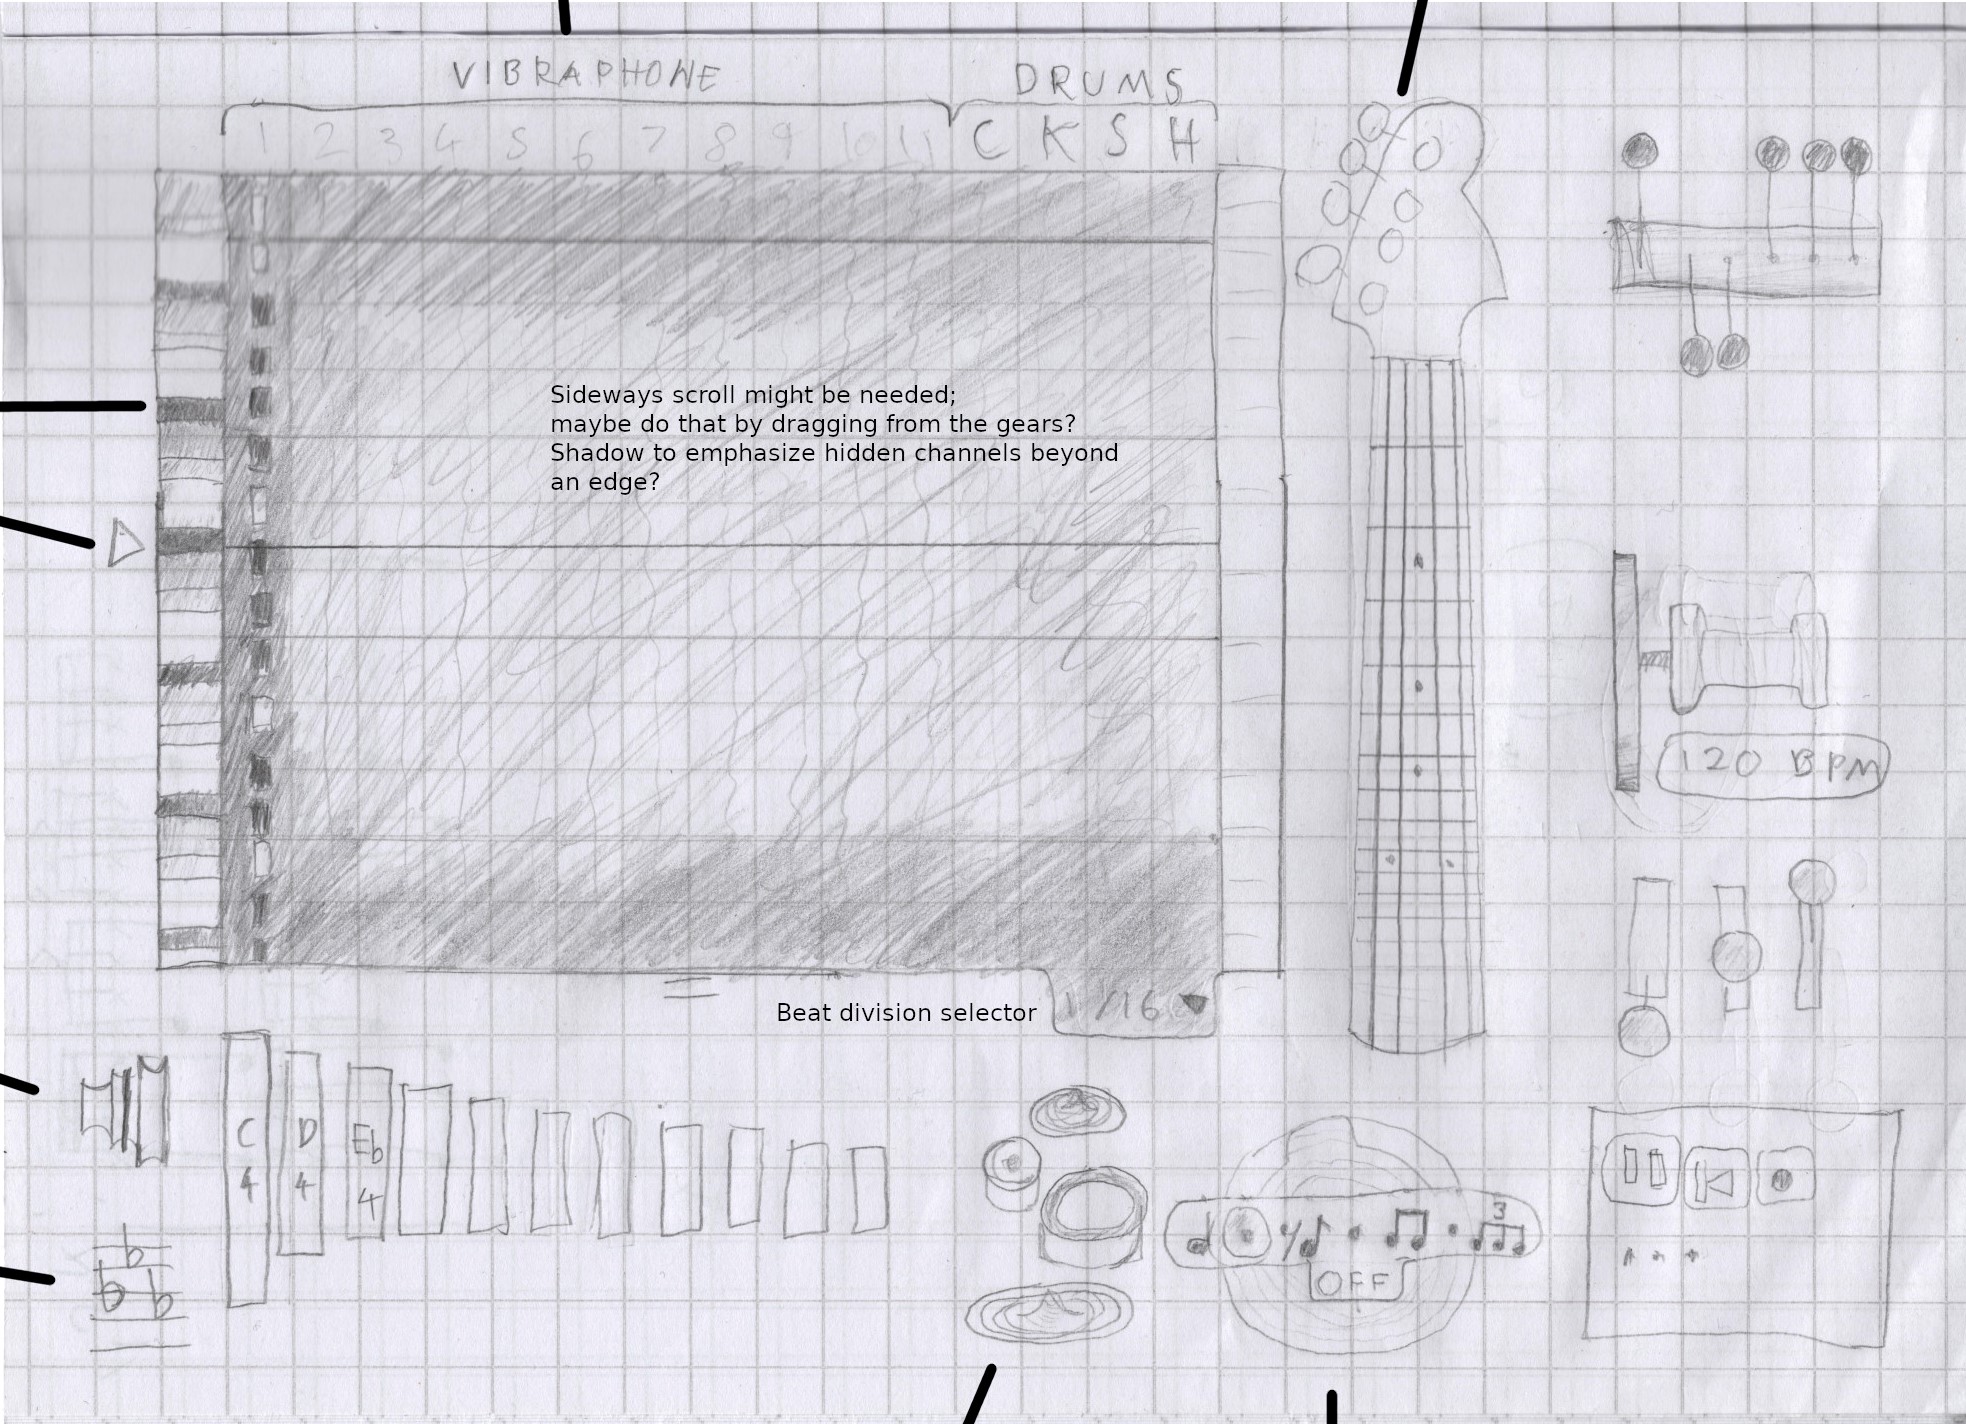 VIBRAPHONE
DRUMS
1 2 3 4 5 6 7 8 9 10 11 C K S H
Sideways scroll might be needed;
maybe do that by dragging from the gears?
Shadow to emphasize hidden channels beyond
an edge?
120 BPM
Beat division selector
1/16
C
4
D
4
Eb
4
3
OFF